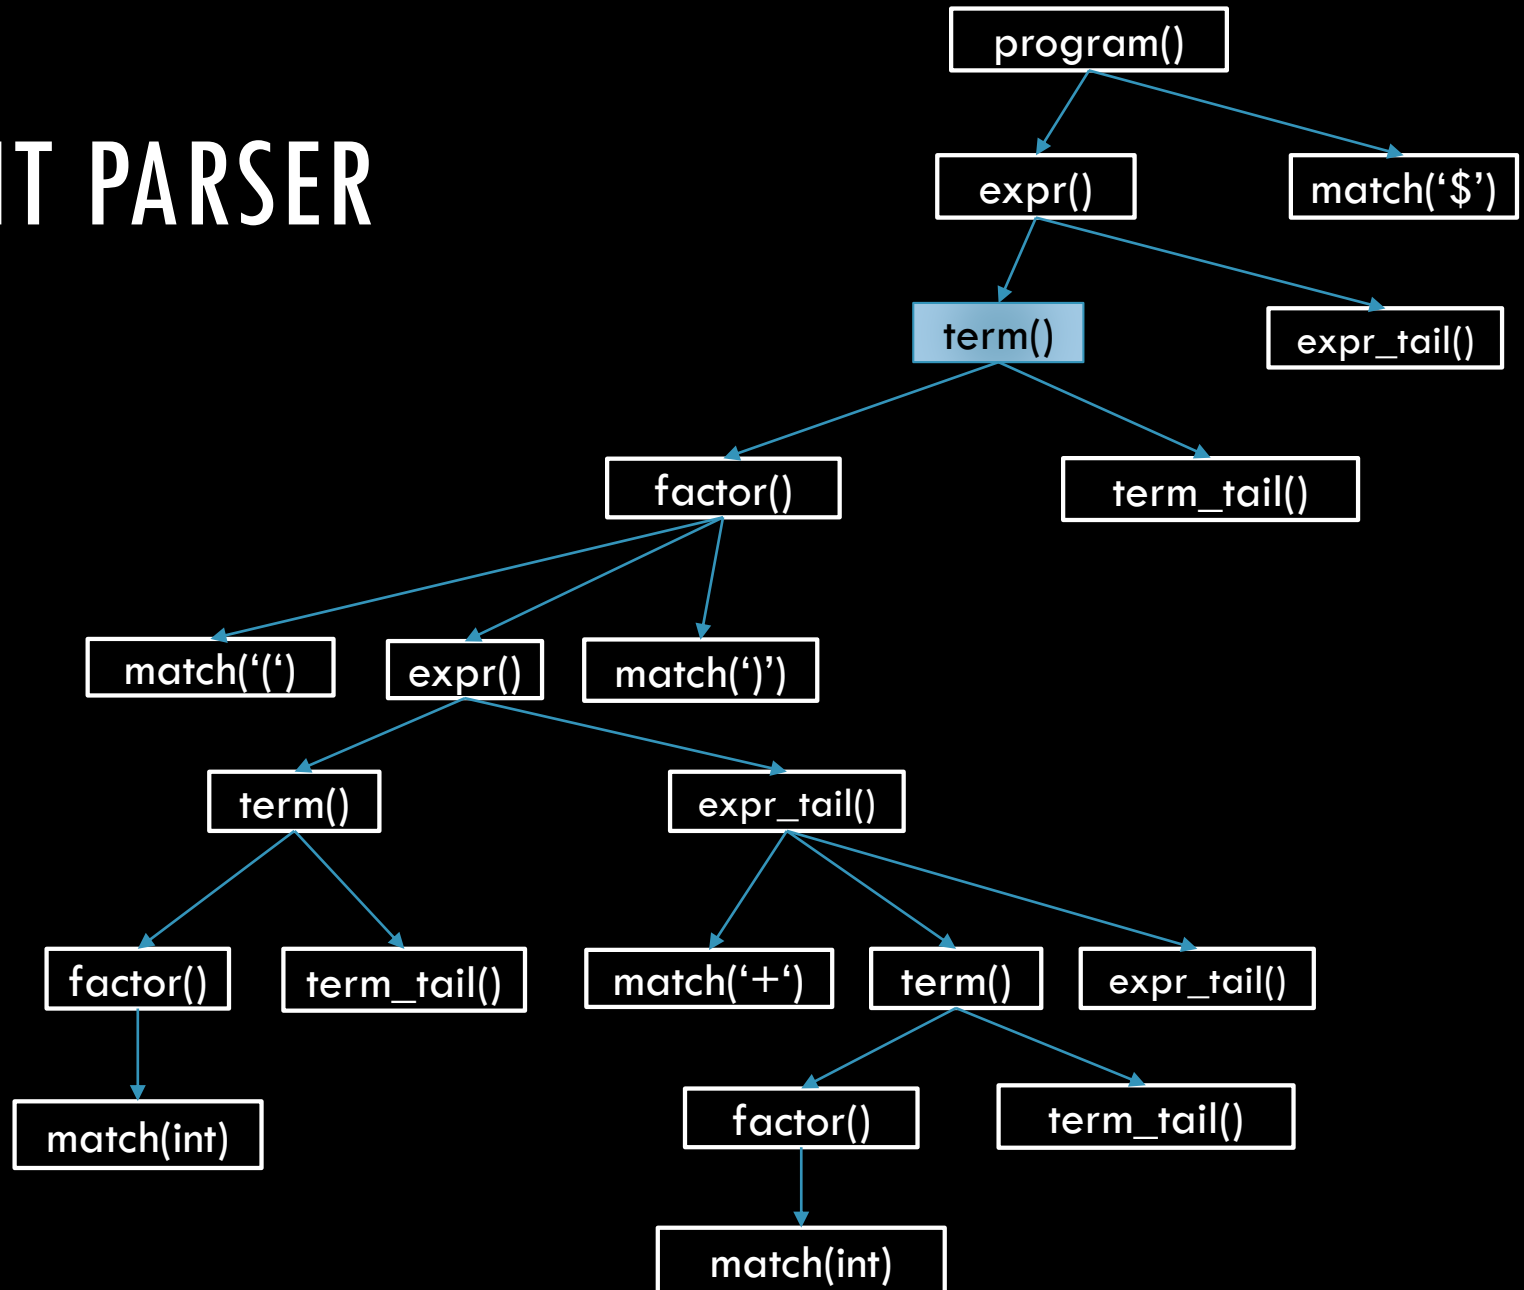 program()
IT PARSER
expr()
match(‘$’)
term()
expr_tail()
factor()
term_tail()
match(‘(‘)
expr()
match(‘)’)
term()
expr_tail()
factor()
term_tail()
match(‘+‘)
term()
expr_tail()
match(int)
factor()
term_tail()
match(int)